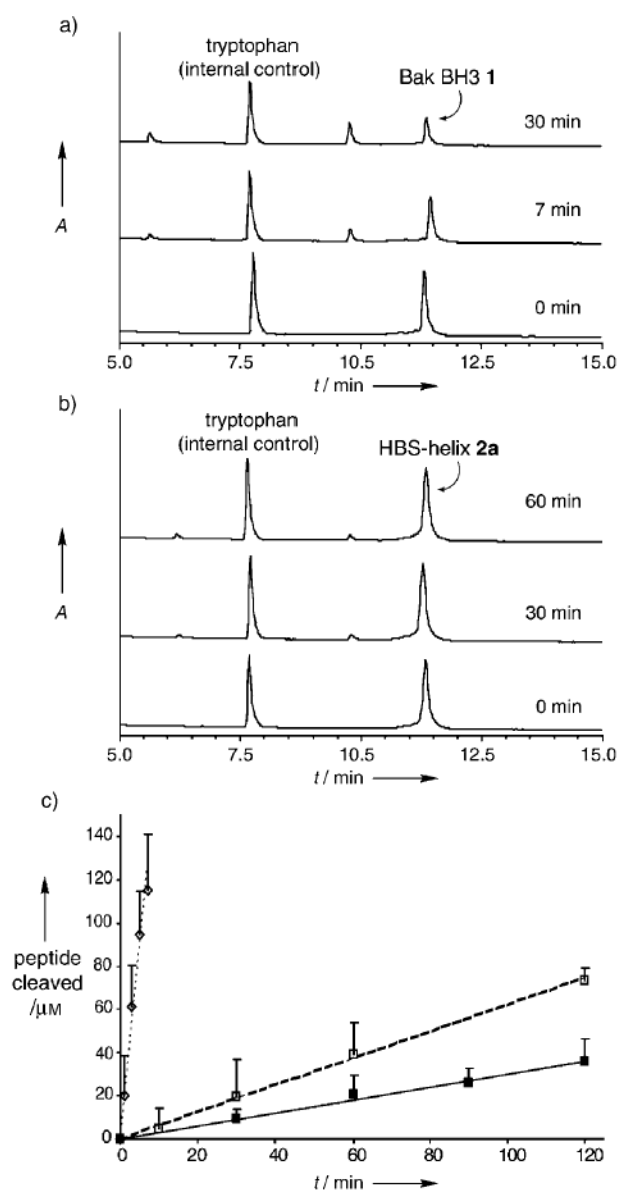 a)
tryptophan
(internal control)
Bak BH3 1
30 min
7 min
0 min
A
5.0 7.5 10.5 12.5 15.0
t / min
b)
tryptophan
(internal control)
HBS-helix 2a
60 min
30 min
0 min
A
5.0 7.5 10.5 12.5 15.0
t / min
c)
140
120
100
80
60
40
20
0
peptide
cleaved
/μM
0 20 40 60 80 100 120
t / min